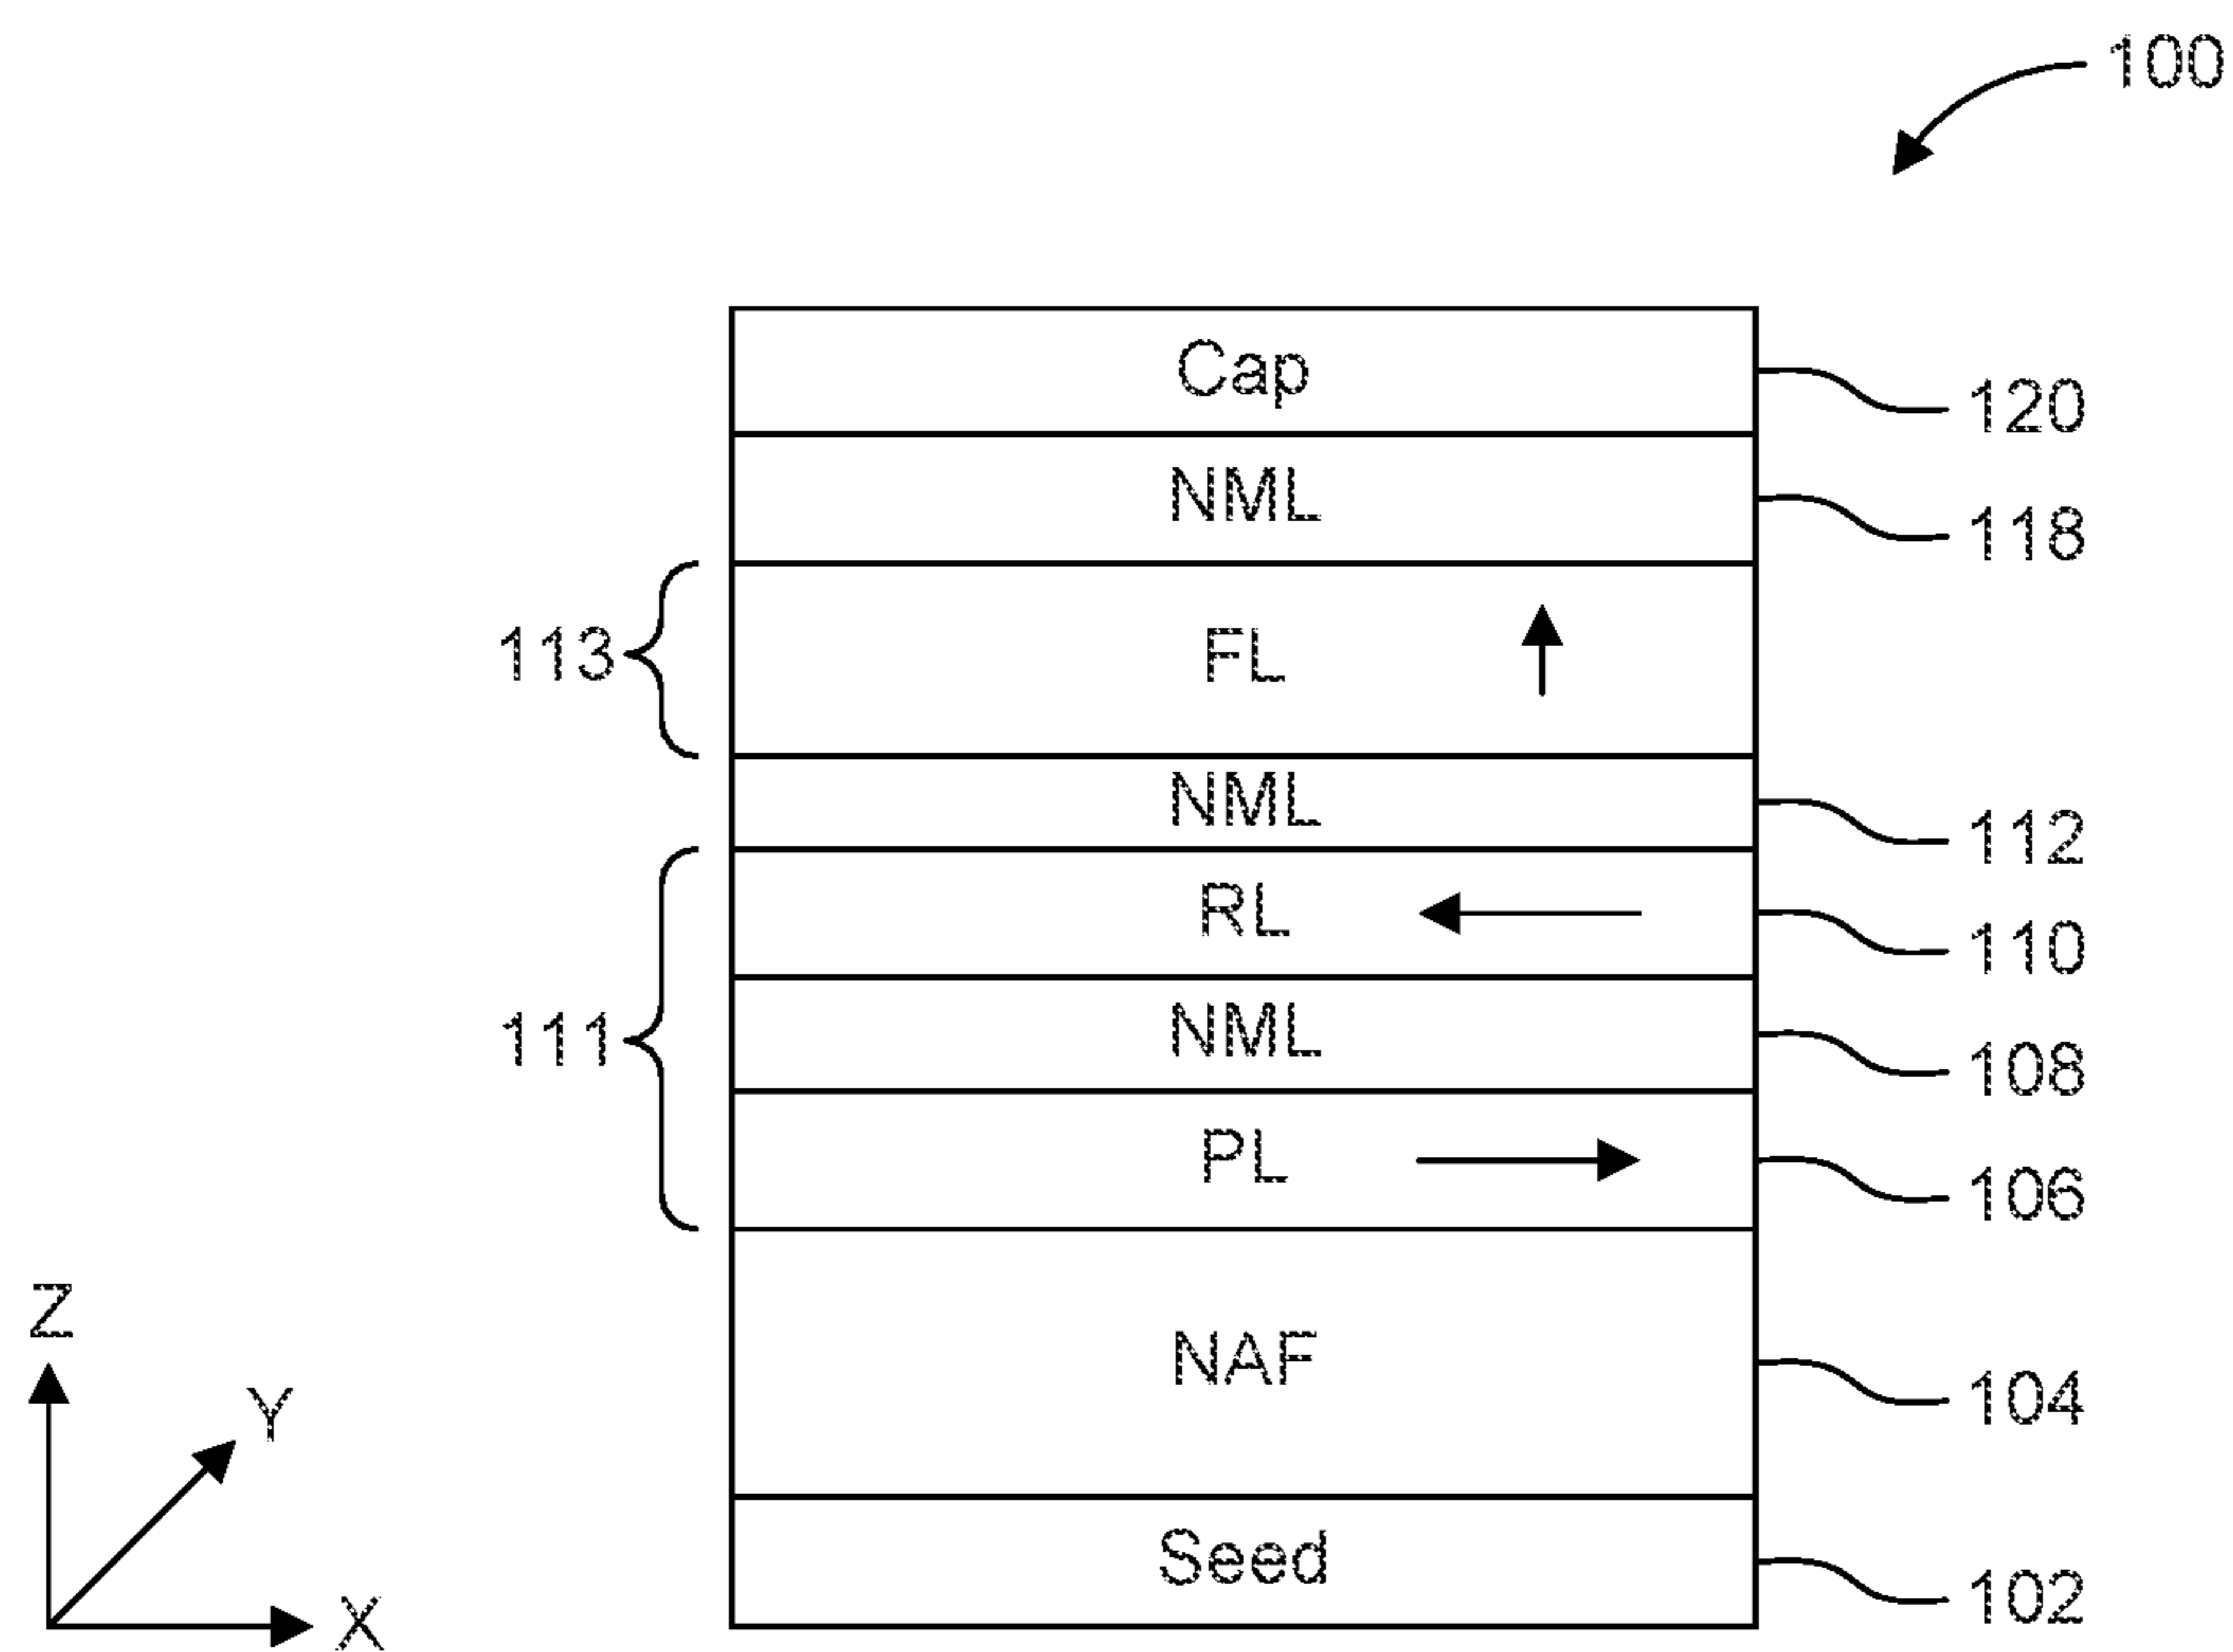 100
Cap
120
NML
118
113
FL
NML
112
RL
110
111
NML
108
PL
106
NAF
104
Seed
102
Z
Y
X